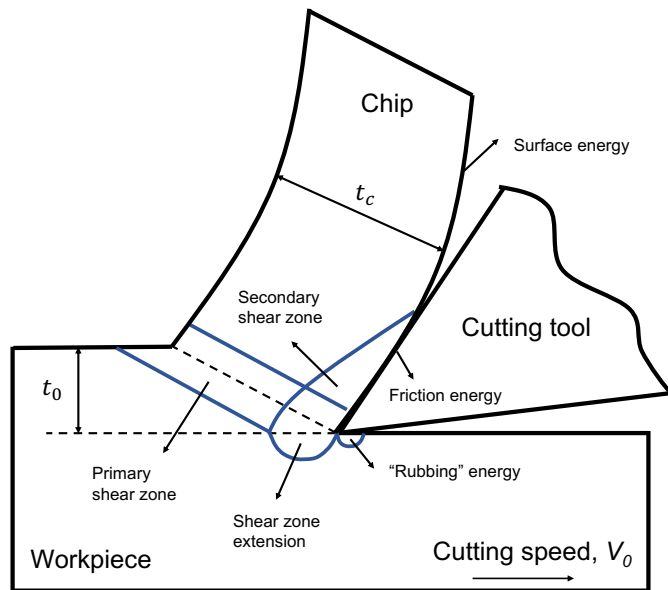 Chip
Surface energy
t_c
Secondary
shear zone
Cutting tool
t_0
Friction energy
Primary
shear zone
“Rubbing” energy
Shear zone
extension
Workpiece
Cutting speed, V_0